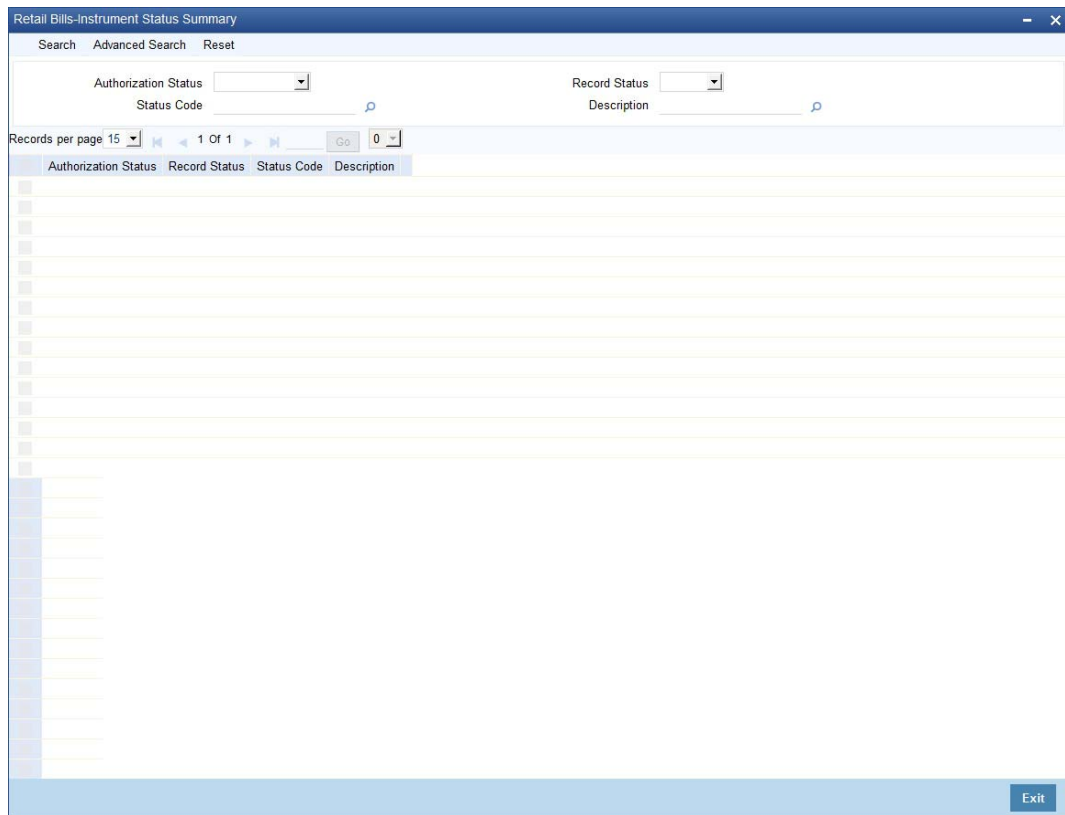 Retail Bills-Instrument Status Summary
Search Advanced Search Reset
Authorization Status Record Status
Status Code Description
Records per page 15 1 Of 1 Go 0
Authorization Status Record Status Status Code Description
Exit